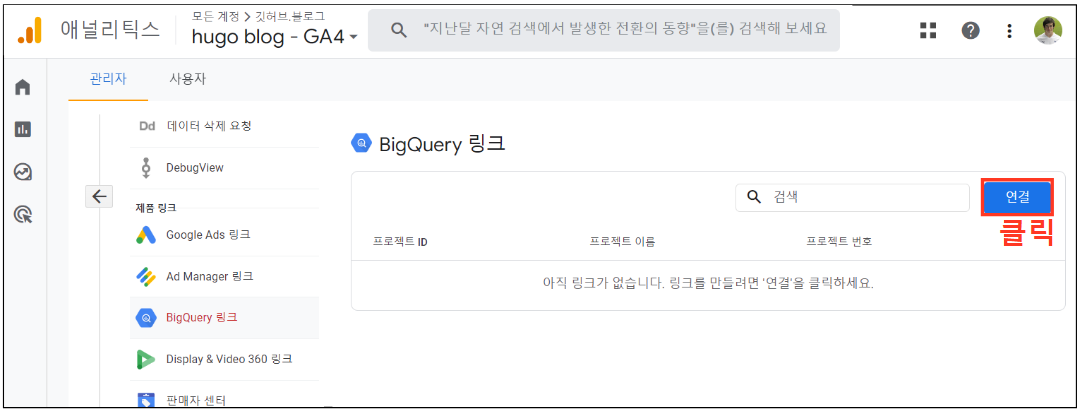 애널리틱스
모든 계정 > 깃허브.블로그
hugo blog - GA4
"지난달 자연 검색에서 발생한 전환의 동향"을(를) 검색해 보세요
관리자
사용자
Dd 데이터 삭제 요청
DebugView
제품 링크
Google Ads 링크
Ad Manager 링크
BigQuery 링크
Display & Video 360 링크
판매자 센터
BigQuery 링크
검색
연결
클릭
프로젝트 ID 프로젝트 이름 프로젝트 번호
아직 링크가 없습니다. 링크를 만들려면 '연결'을 클릭하세요.